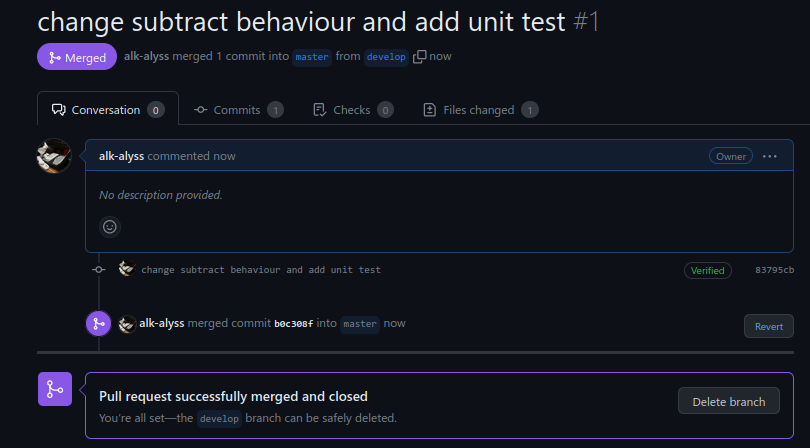 change subtract behaviour and add unit test #1
Merged alk-alyss merged 1 commit into master from develop now
Conversation 0 Commits 1 Checks 0 Files changed 1
alk-alyss commented now Owner
No description provided.
change subtract behaviour and add unit test Verified 83795cb
alk-alyss merged commit b0c308f into master now Revert
Pull request successfully merged and closed
You're all set—the develop branch can be safely deleted.
Delete branch